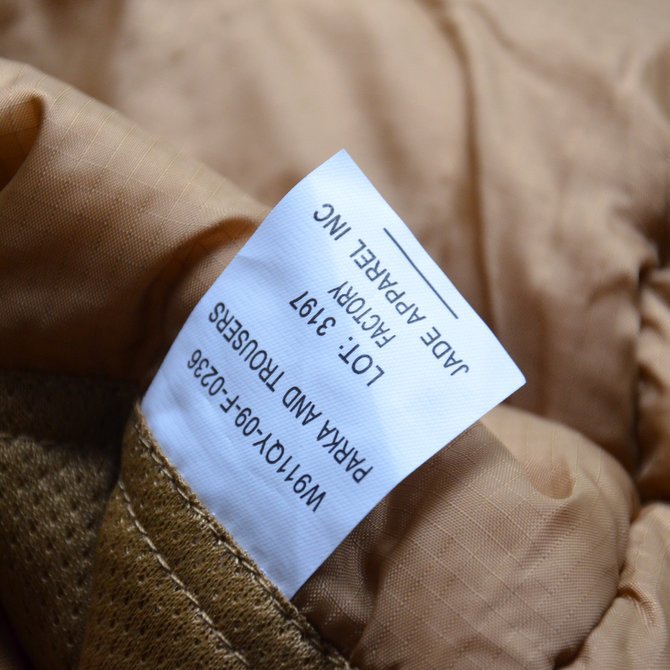 JADE APPAREL INC
FACTORY
LOT: 3197
PARKA AND TROUSERS
W911QY-09-F-0236